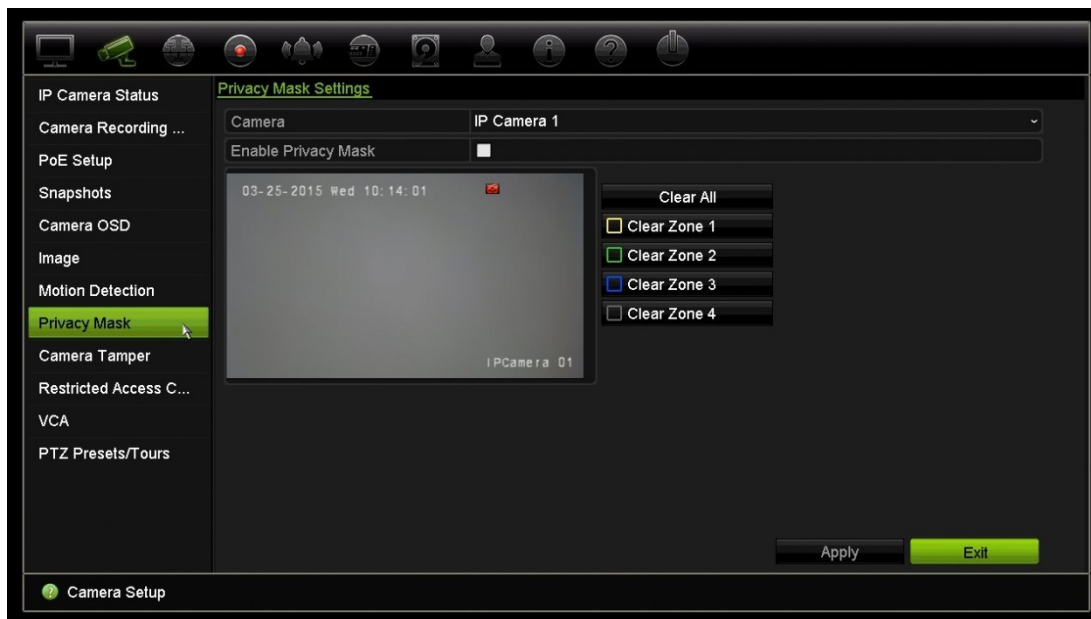 Privacy Mask Settings
IP Camera Status
Camera Recording ...
PoE Setup
Snapshots
Camera OSD
Image
Motion Detection
Privacy Mask
Camera Tamper
Restricted Access C...
VCA
PTZ Presets/Tours
Camera
IP Camera 1
Enable Privacy Mask
03-25-2015 Wed 10:14:01
IPCamera 01
Clear All
Clear Zone 1
Clear Zone 2
Clear Zone 3
Clear Zone 4
Apply
Exit
Camera Setup